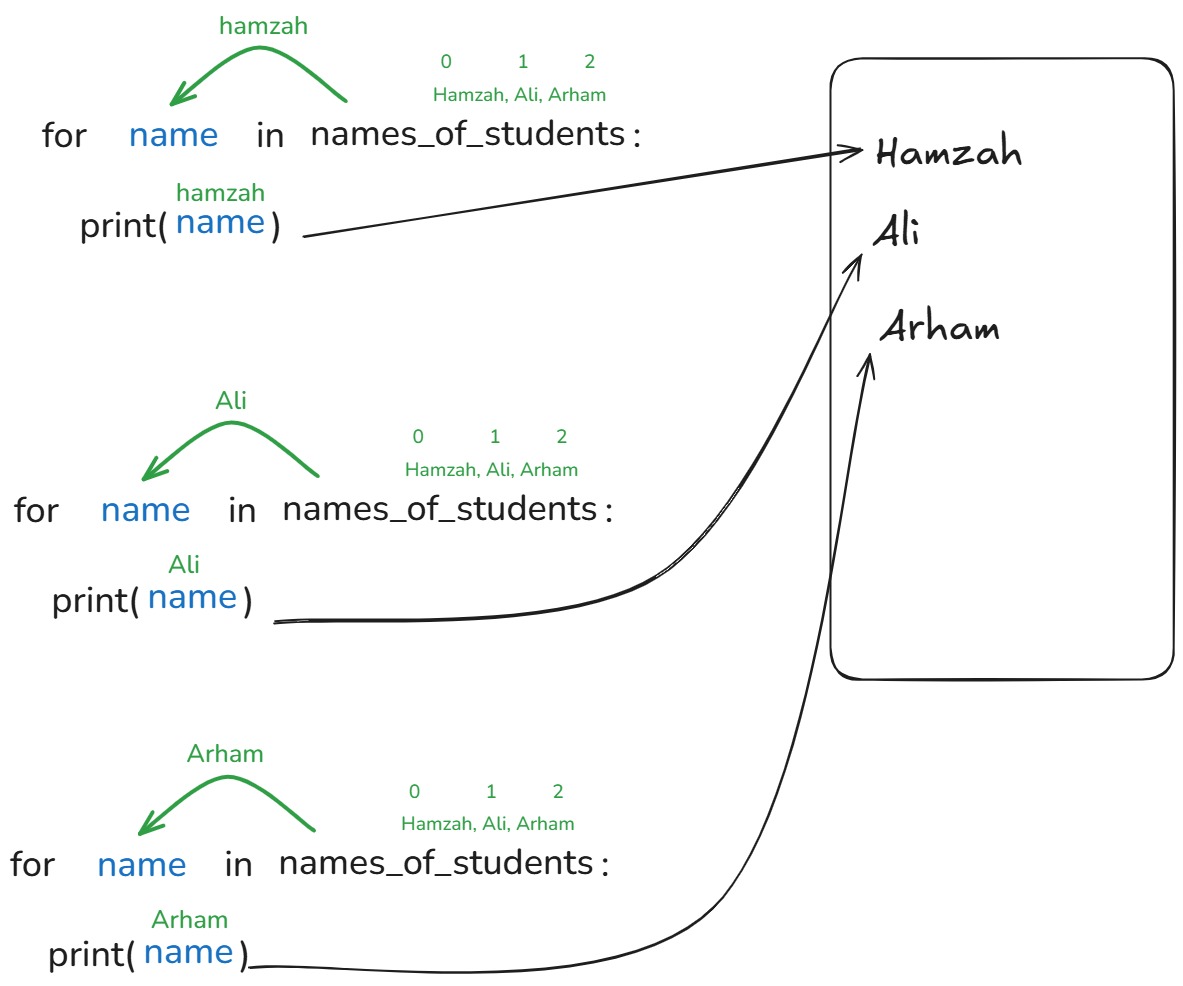 hamzah
0 1 2
Hamzah, Ali, Arham
for name in names_of_students :
hamzah
print( name )
Hamzah
Ali
Arham
Ali
0 1 2
Hamzah, Ali, Arham
for name in names_of_students :
Ali
print( name )
Arham
0 1 2
Hamzah, Ali, Arham
for name in names_of_students :
Arham
print( name )